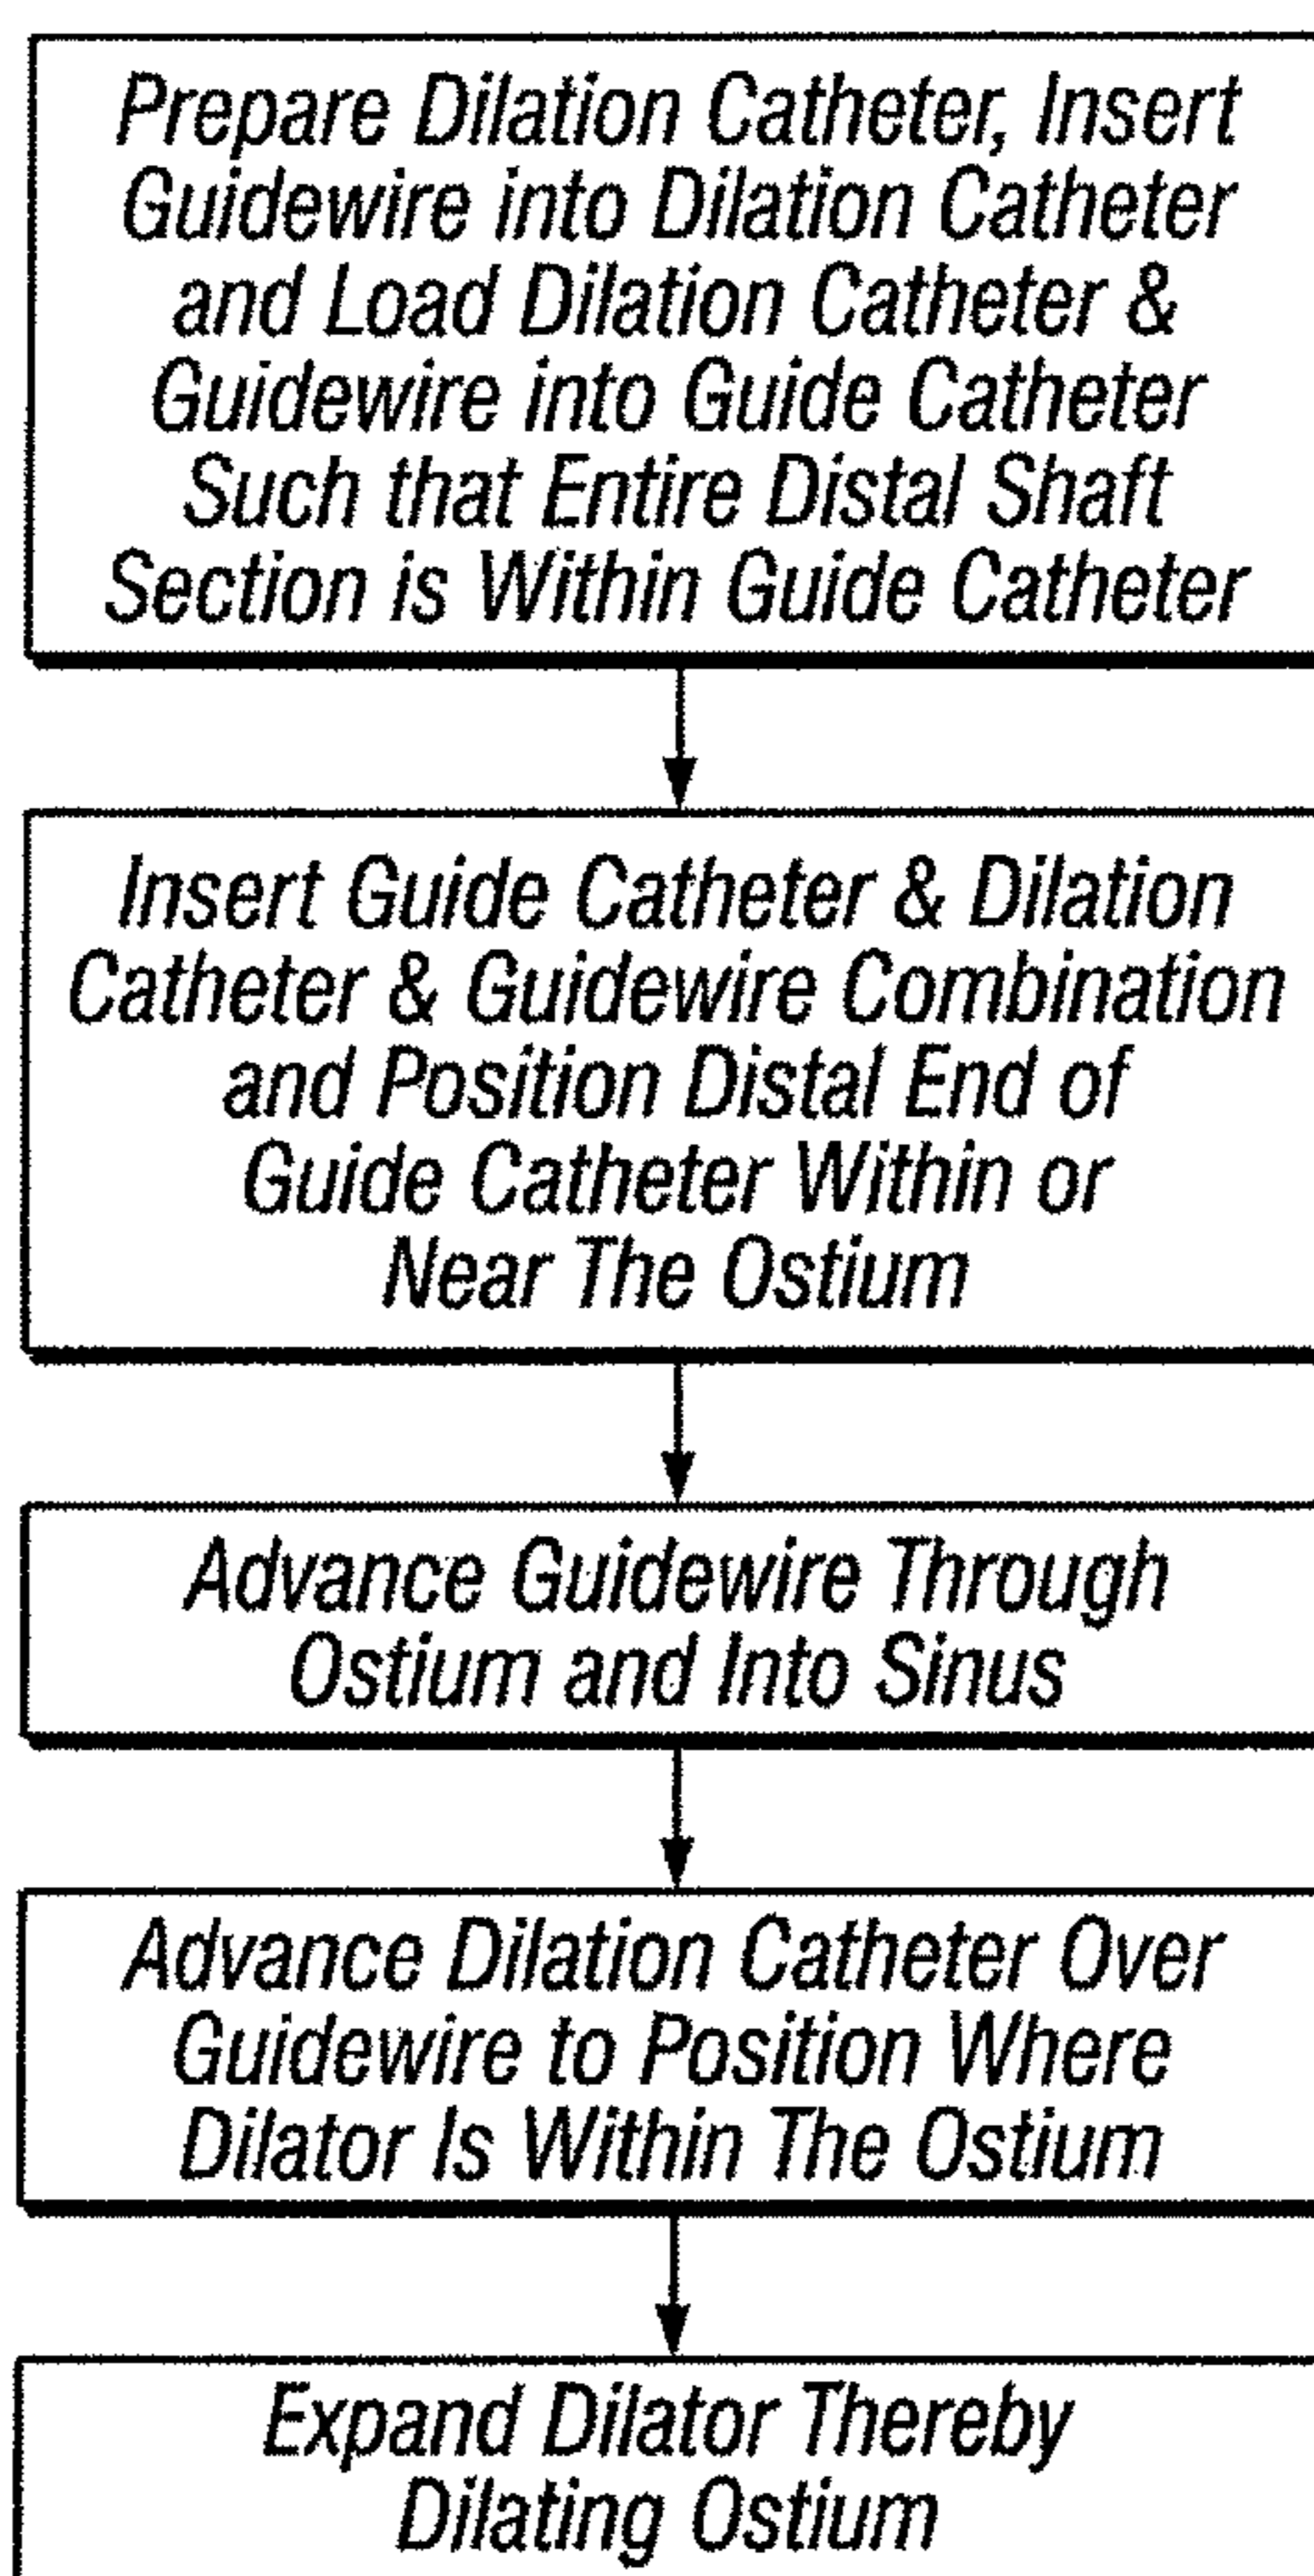 Prepare Dilation Catheter, Insert
Guidewire into Dilation Catheter
and Load Dilation Catheter &
Guidewire into Guide Catheter
Such that Entire Distal Shaft
Section is Within Guide Catheter
Insert Guide Catheter & Dilation
Catheter & Guidewire Combination
and Position Distal End of
Guide Catheter Within or
Near The Ostium
Advance Guidewire Through
Ostium and Into Sinus
Advance Dilation Catheter Over
Guidewire to Position Where
Dilator Is Within The Ostium
Expand Dilator Thereby
Dilating Ostium